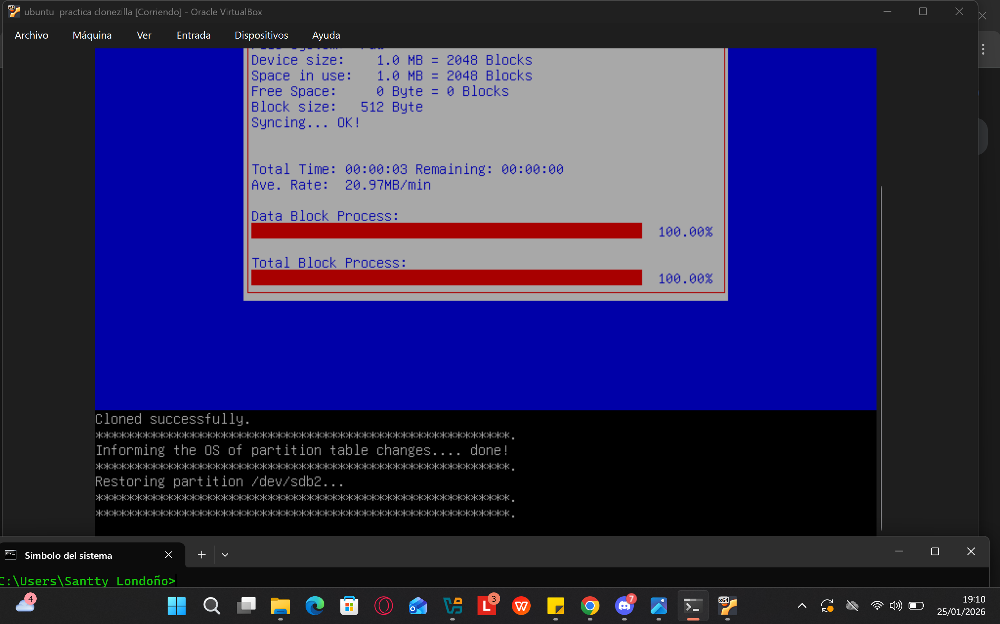 ubuntu  practica clonezilla [Corriendo] - Oracle VirtualBox
Archivo Máquina Ver Entrada Dispositivos Ayuda
Device size:    1.0 MB = 2048 Blocks
Space in use:   1.0 MB = 2048 Blocks
Free Space:     0 Byte = 0 Blocks
Block size:   512 Byte
Syncing... OK!
Total Time: 00:00:03 Remaining: 00:00:00
Ave. Rate:  20.97MB/min
Data Block Process:
100.00%
Total Block Process:
100.00%
Cloned successfully.
*****************************************************.
Informing the OS of partition table changes.... done!
*****************************************************.
Restoring partition /dev/sdb2...
*****************************************************.
*****************************************************.
Símbolo del sistema
C:\Users\Santty Londoño>
4
3
7
x64
19:10
25/01/2026